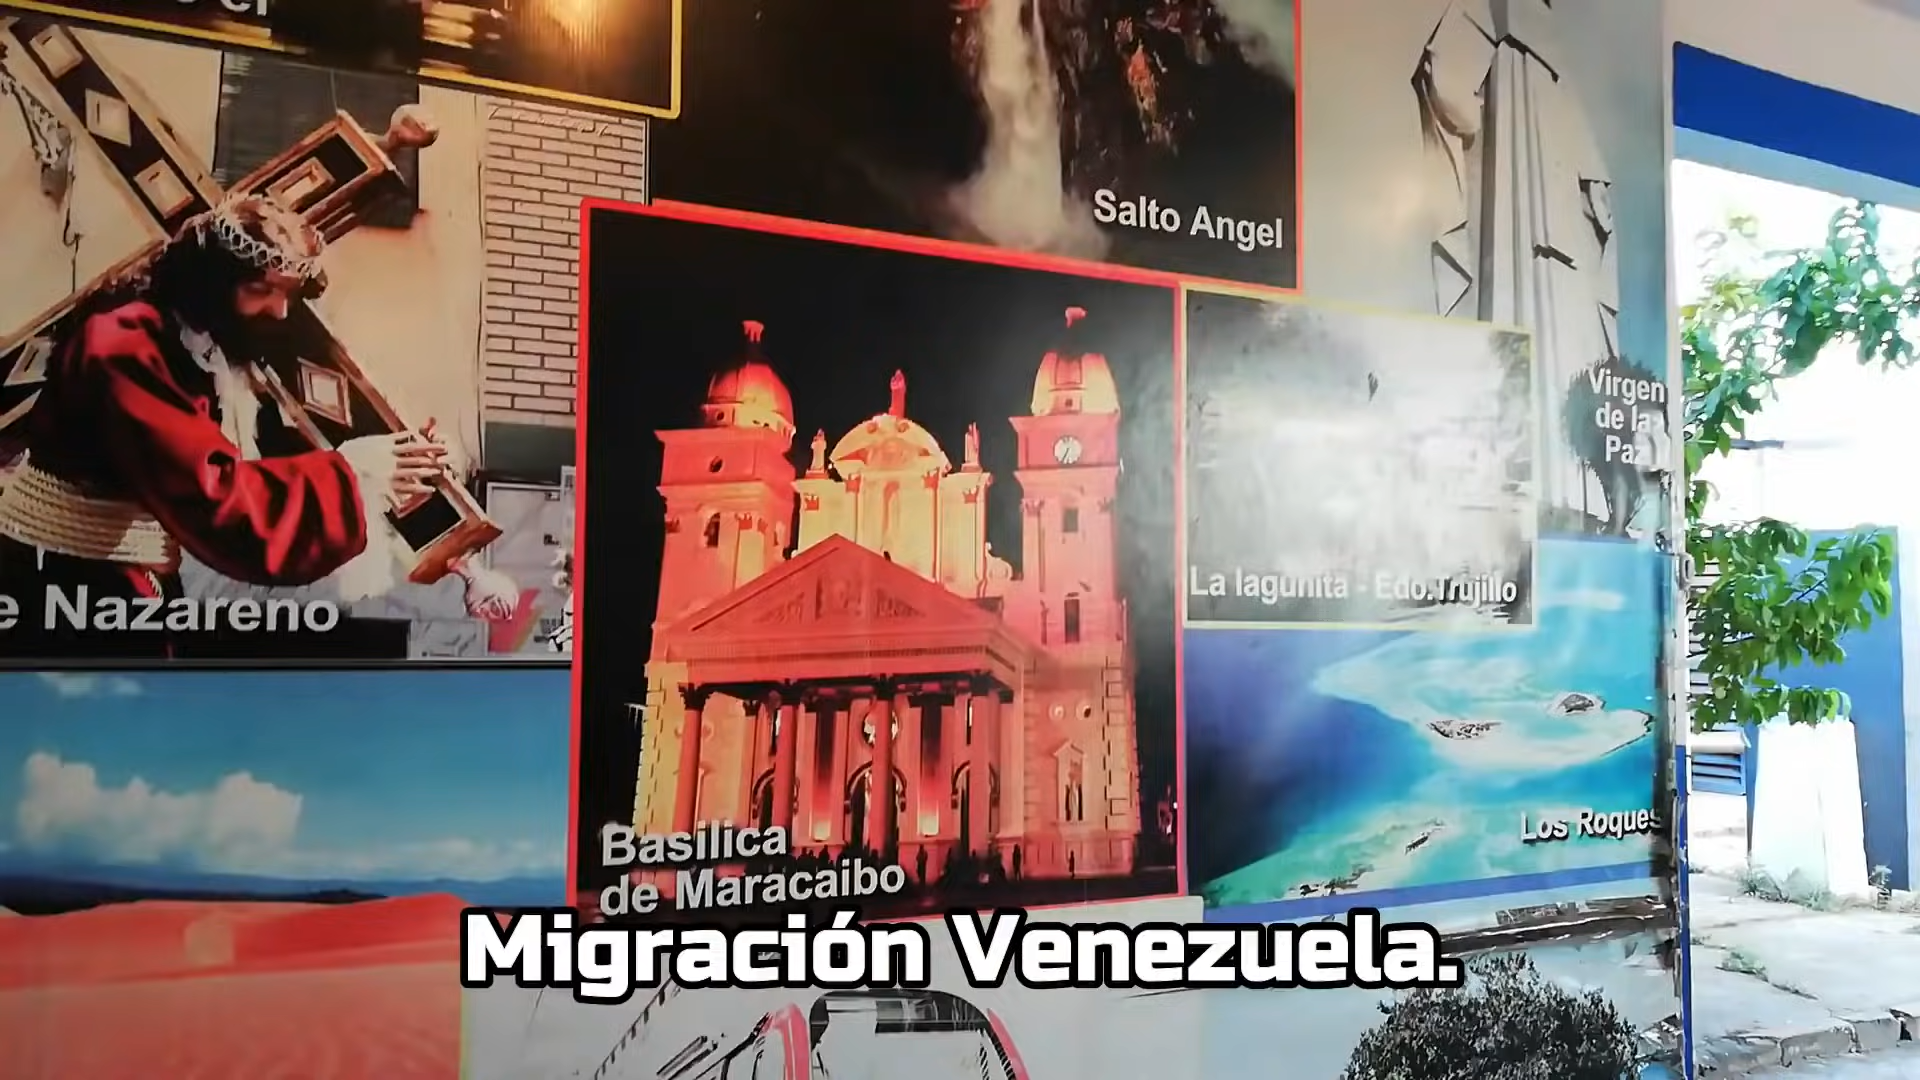 Salto Angel
Virgen
de la
Paz
e Nazareno
La lagunita - Edo.Trujillo
Los Roques
Basilica
de Maracaibo
Migración Venezuela.